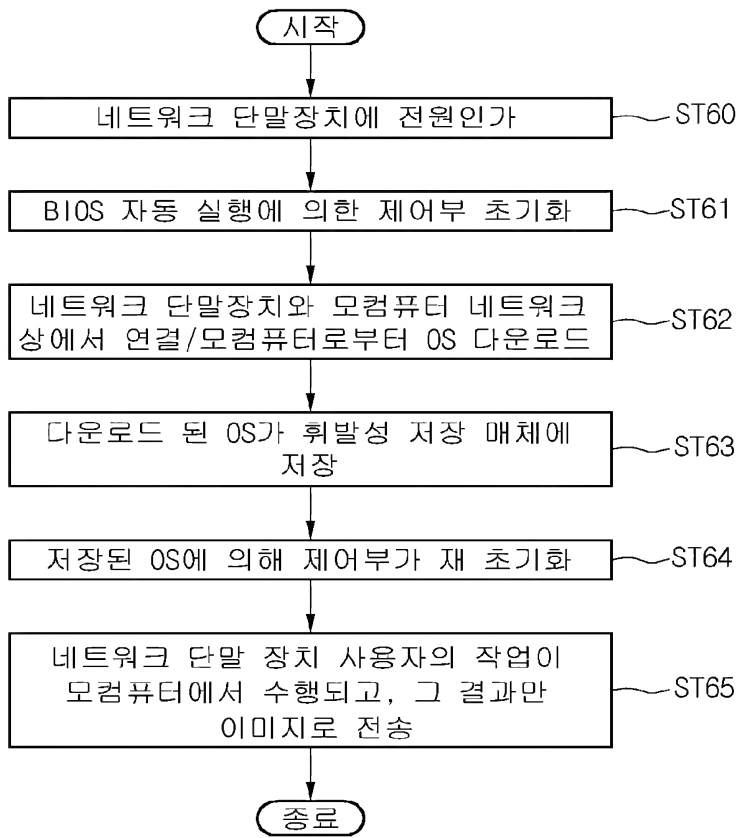 시작
네트워크 단말장치에 전원인가
ST60
BIOS 자동 실행에 의한 제어부 초기화
ST61
네트워크 단말장치와 모컴퓨터 네트워크
상에서 연결/모컴퓨터로부터 OS 다운로드
ST62
다운로드 된 OS가 휘발성 저장 매체에
저장
ST63
저장된 OS에 의해 제어부가 재 초기화
ST64
네트워크 단말 장치 사용자의 작업이
모컴퓨터에서 수행되고, 그 결과만
이미지로 전송
ST65
종료